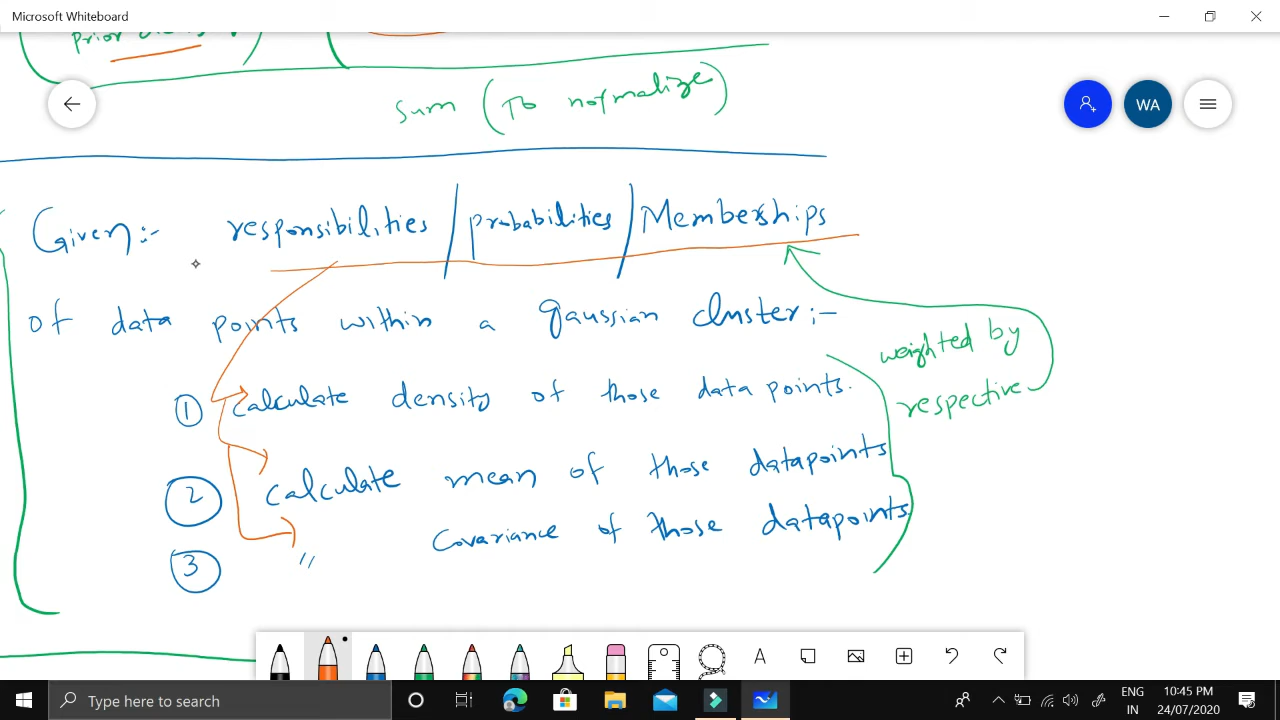 Microsoft Whiteboard
Prior
Sum (To normalize)
WA
Given:- responsibilities / probabilities / Memberships
of data points within a gaussian cluster:-
weighted by
respective
① Calculate density of those data points.
② Calculate mean of those datapoints
③ " Covariance of those datapoints
A
Type here to search
ENG
IN
10:45 PM
24/07/2020